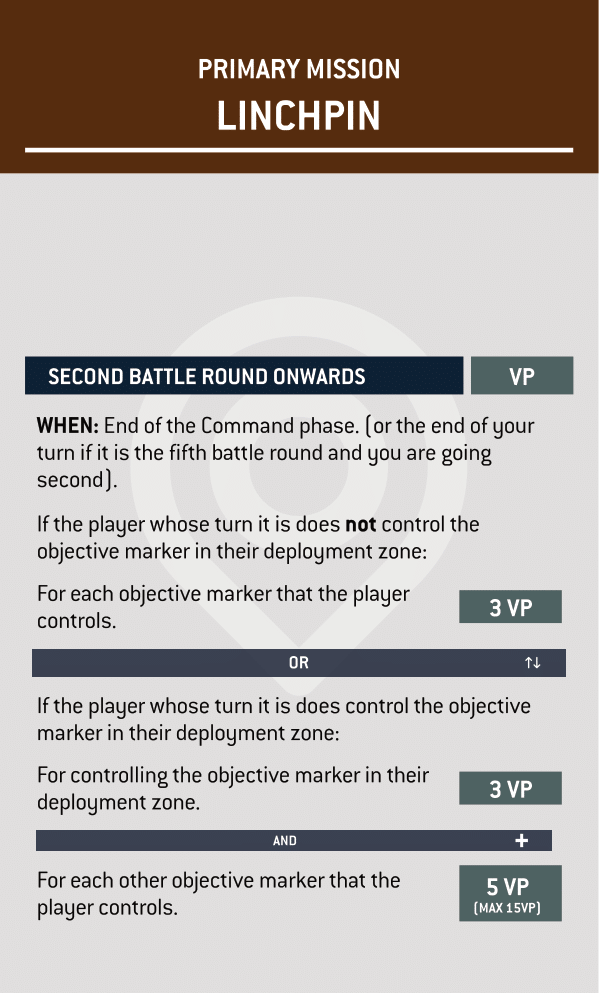 PRIMARY MISSION
LINCHPIN
SECOND BATTLE ROUND ONWARDS
VP
WHEN: End of the Command phase. (or the end of your
turn if it is the fifth battle round and you are going
second).
If the player whose turn it is does not control the
objective marker in their deployment zone:
For each objective marker that the player
controls.
3 VP
OR ↑↓
If the player whose turn it is does control the objective
marker in their deployment zone:
For controlling the objective marker in their
deployment zone.
3 VP
AND +
For each other objective marker that the
player controls.
5 VP
(MAX 15VP)